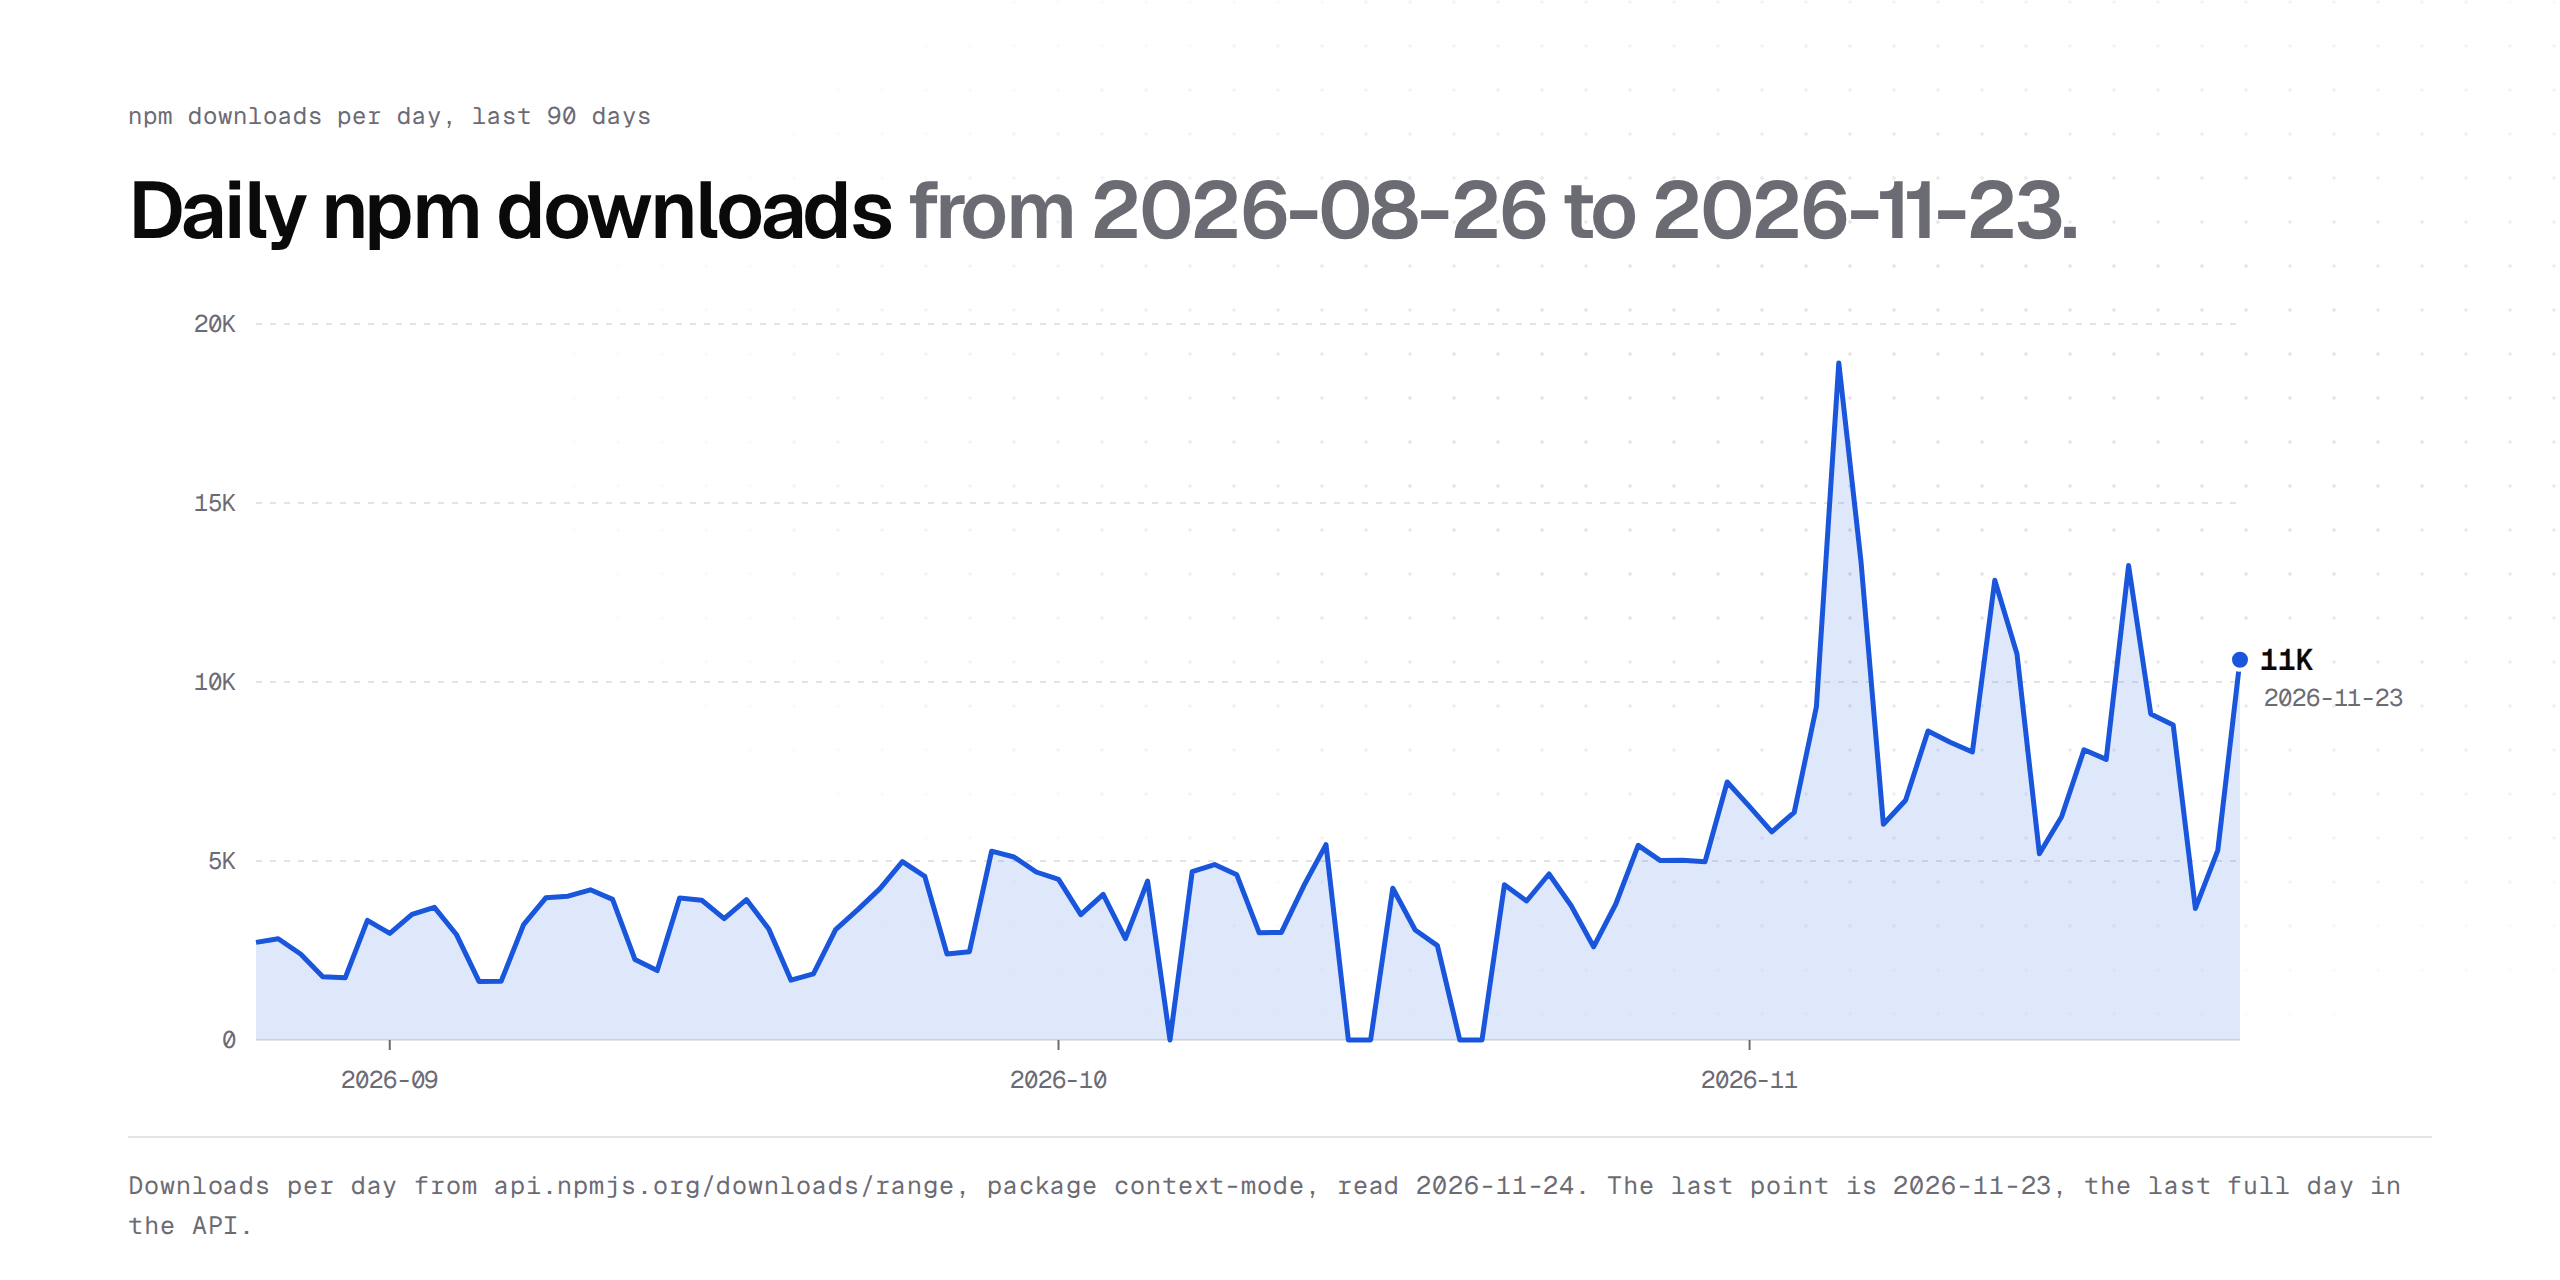 npm downloads per day, last 90 days
Daily npm downloads from 2026-08-26 to 2026-11-23.
20K
15K
10K
5K
0
11K
2026-11-23
2026-09
2026-10
2026-11
Downloads per day from api.npmjs.org/downloads/range, package context-mode, read 2026-11-24. The last point is 2026-11-23, the last full day in
the API.